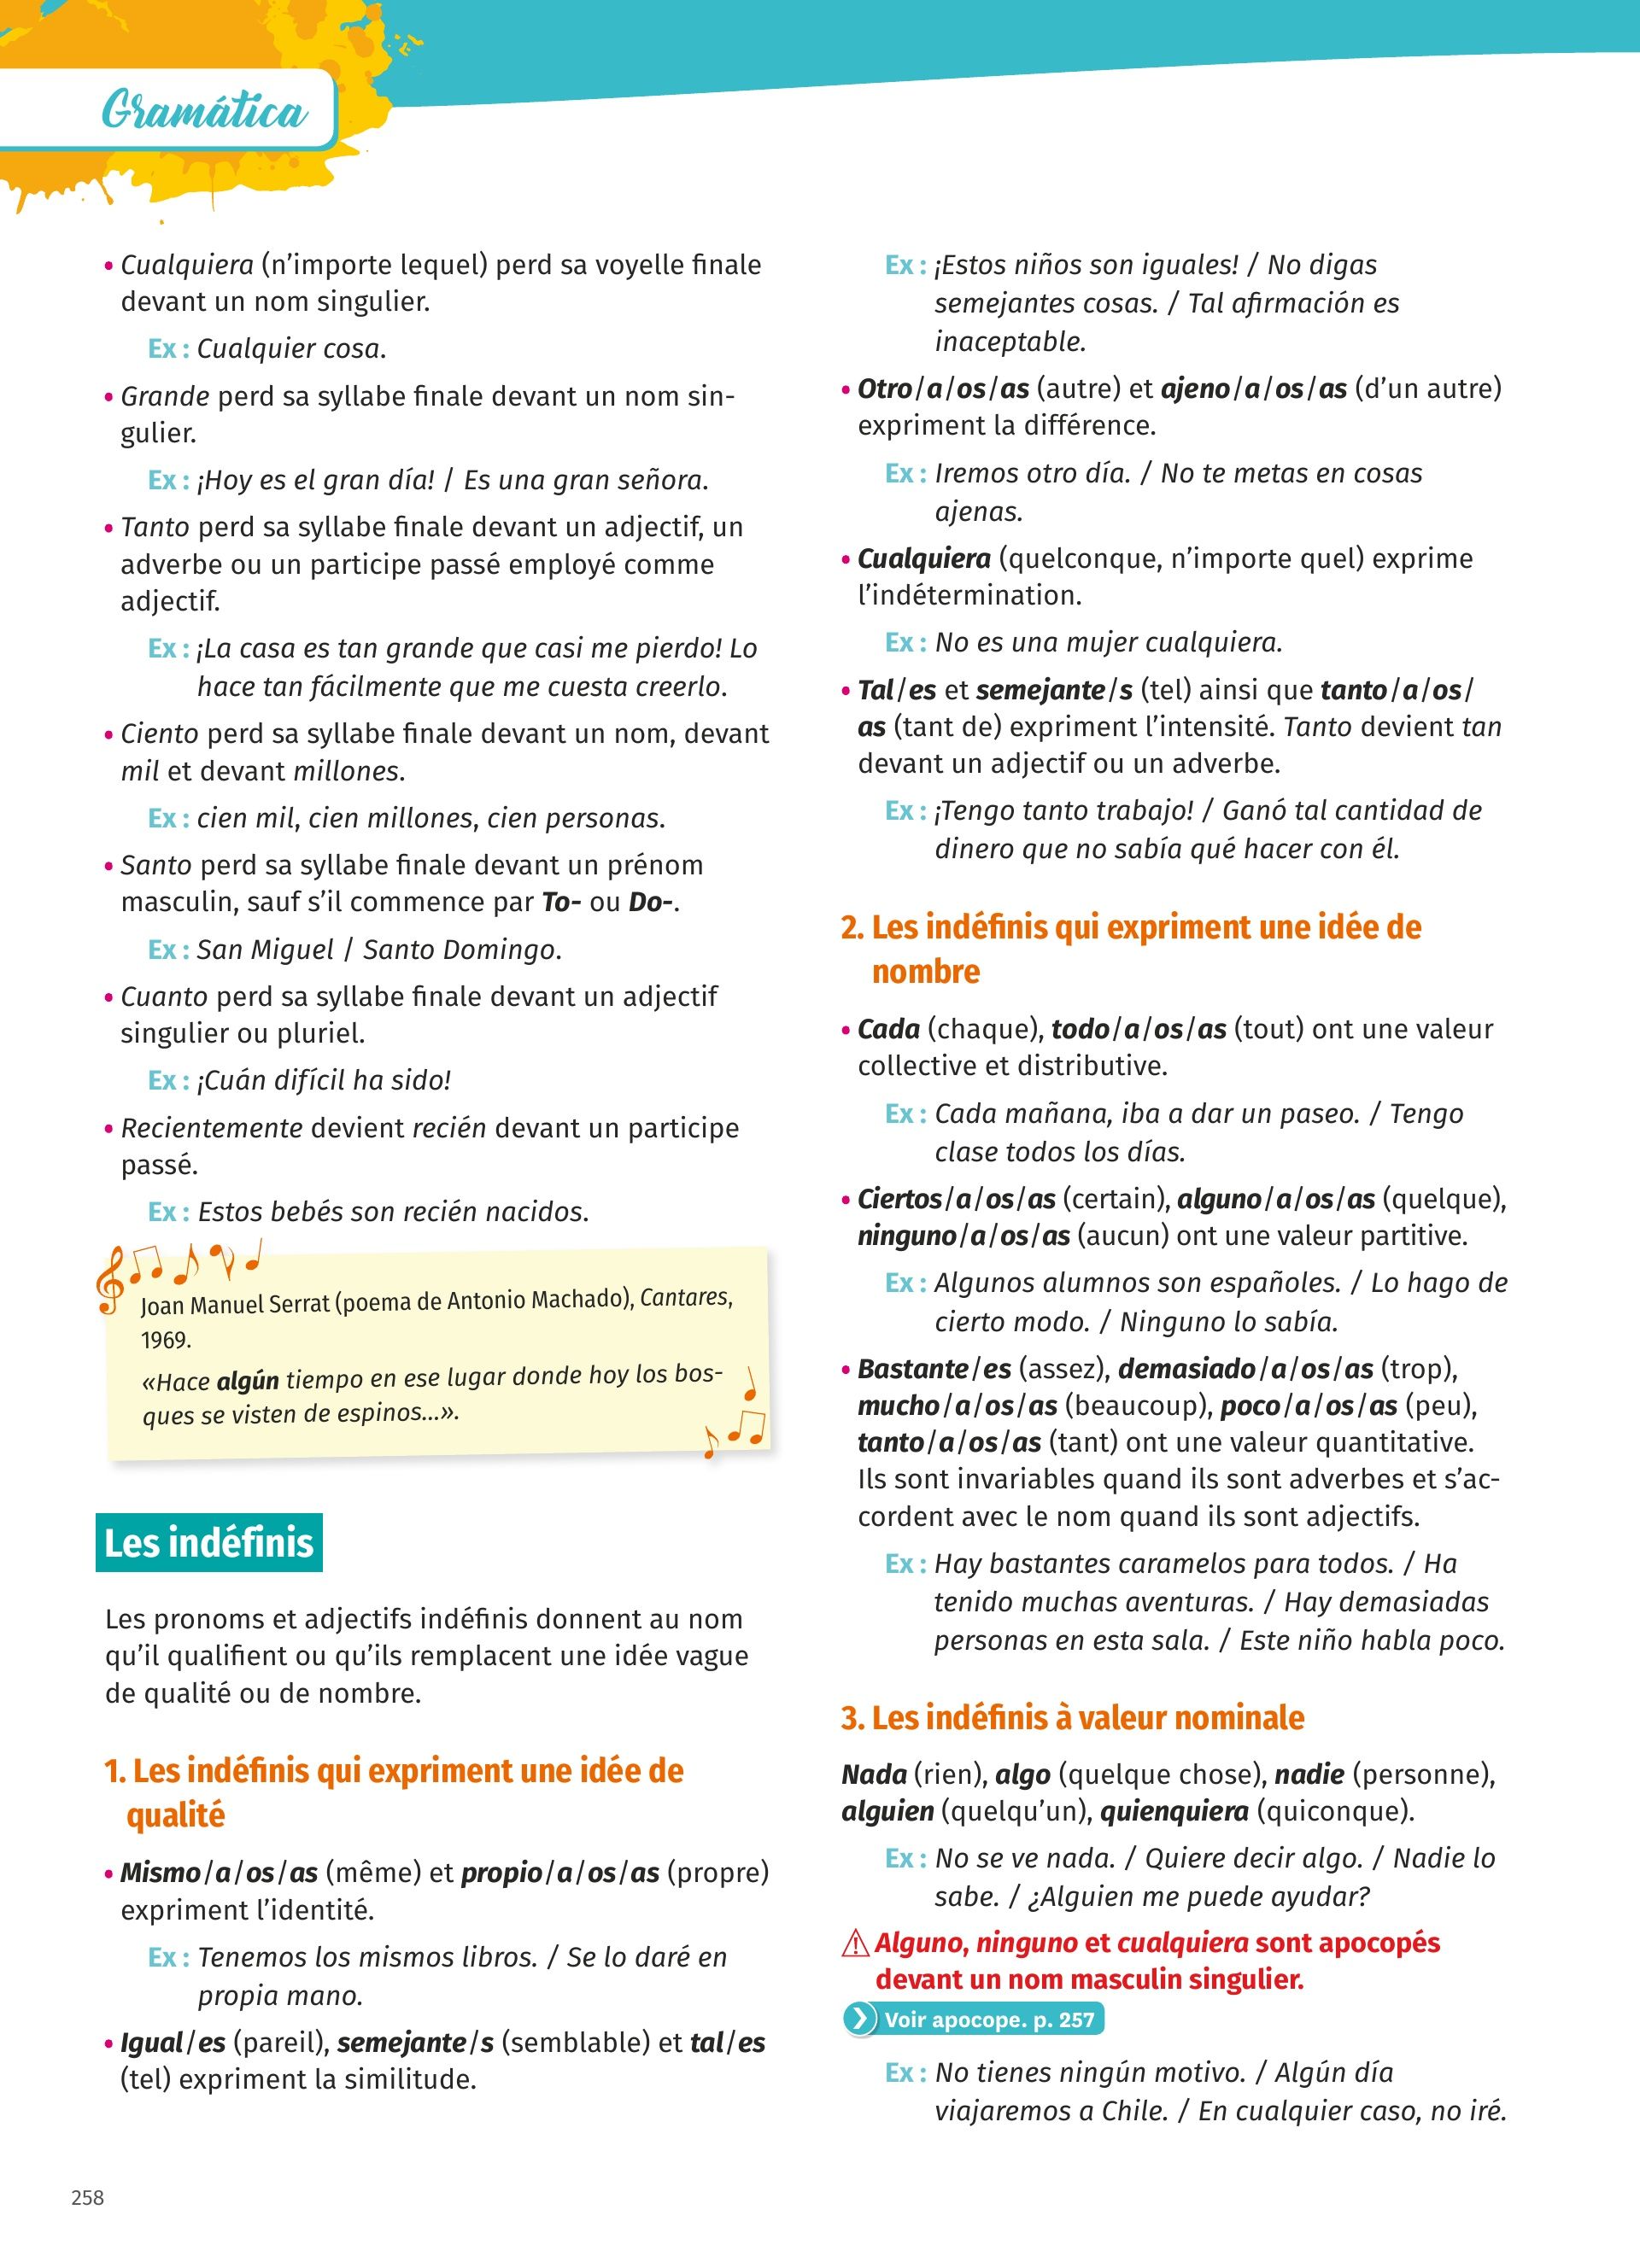 Gramática
• Cualquiera (n’importe lequel) perd sa voyelle finale
devant un nom singulier.
Ex : Cualquier cosa.
• Grande perd sa syllabe finale devant un nom sin-
gulier.
Ex : ¡Hoy es el gran día! / Es una gran señora.
• Tanto perd sa syllabe finale devant un adjectif, un
adverbe ou un participe passé employé comme
adjectif.
Ex : ¡La casa es tan grande que casi me pierdo! Lo
hace tan fácilmente que me cuesta creerlo.
• Ciento perd sa syllabe finale devant un nom, devant
mil et devant millones.
Ex : cien mil, cien millones, cien personas.
• Santo perd sa syllabe finale devant un prénom
masculin, sauf s’il commence par To- ou Do-.
Ex : San Miguel / Santo Domingo.
• Cuanto perd sa syllabe finale devant un adjectif
singulier ou pluriel.
Ex : ¡Cuán difícil ha sido!
• Recientemente devient recién devant un participe
passé.
Ex : Estos bebés son recién nacidos.
Joan Manuel Serrat (poema de Antonio Machado), Cantares,
1969.
«Hace algún tiempo en ese lugar donde hoy los bos-
ques se visten de espinos...».
Les indéfinis
Les pronoms et adjectifs indéfinis donnent au nom
qu’il qualifient ou qu’ils remplacent une idée vague
de qualité ou de nombre.
1. Les indéfinis qui expriment une idée de
qualité
• Mismo/a/os/as (même) et propio/a/os/as (propre)
expriment l’identité.
Ex : Tenemos los mismos libros. / Se lo daré en
propia mano.
• Igual/es (pareil), semejante/s (semblable) et tal/es
(tel) expriment la similitude.
Ex : ¡Estos niños son iguales! / No digas
semejantes cosas. / Tal afirmación es
inaceptable.
• Otro/a/os/as (autre) et ajeno/a/os/as (d’un autre)
expriment la différence.
Ex : Iremos otro día. / No te metas en cosas
ajenas.
• Cualquiera (quelconque, n’importe quel) exprime
l’indétermination.
Ex : No es una mujer cualquiera.
• Tal/es et semejante/s (tel) ainsi que tanto/a/os/
as (tant de) expriment l’intensité. Tanto devient tan
devant un adjectif ou un adverbe.
Ex : ¡Tengo tanto trabajo! / Ganó tal cantidad de
dinero que no sabía qué hacer con él.
2. Les indéfinis qui expriment une idée de
nombre
• Cada (chaque), todo/a/os/as (tout) ont une valeur
collective et distributive.
Ex : Cada mañana, iba a dar un paseo. / Tengo
clase todos los días.
• Ciertos/a/os/as (certain), alguno/a/os/as (quelque),
ninguno/a/os/as (aucun) ont une valeur partitive.
Ex : Algunos alumnos son españoles. / Lo hago de
cierto modo. / Ninguno lo sabía.
• Bastante/es (assez), demasiado/a/os/as (trop),
mucho/a/os/as (beaucoup), poco/a/os/as (peu),
tanto/a/os/as (tant) ont une valeur quantitative.
Ils sont invariables quand ils sont adverbes et s’ac-
cordent avec le nom quand ils sont adjectifs.
Ex : Hay bastantes caramelos para todos. / Ha
tenido muchas aventuras. / Hay demasiadas
personas en esta sala. / Este niño habla poco.
3. Les indéfinis à valeur nominale
Nada (rien), algo (quelque chose), nadie (personne),
alguien (quelqu’un), quienquiera (quiconque).
Ex : No se ve nada. / Quiere decir algo. / Nadie lo
sabe. / ¿Alguien me puede ayudar?
Alguno, ninguno et cualquiera sont apocopés
devant un nom masculin singulier.
Voir apocope. p. 257
Ex : No tienes ningún motivo. / Algún día
viajaremos a Chile. / En cualquier caso, no iré.
258